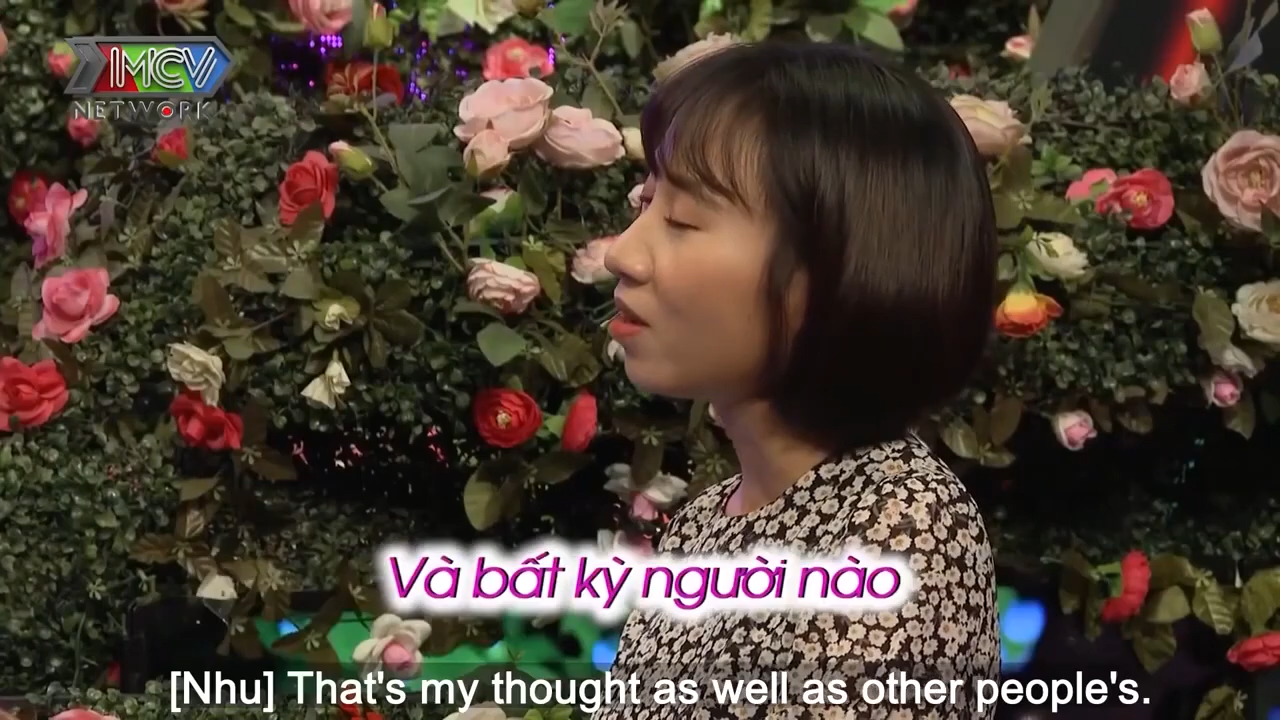 MCV
NETWORK
Và bất kỳ người nào
[Nhu] That's my thought as well as other people's.